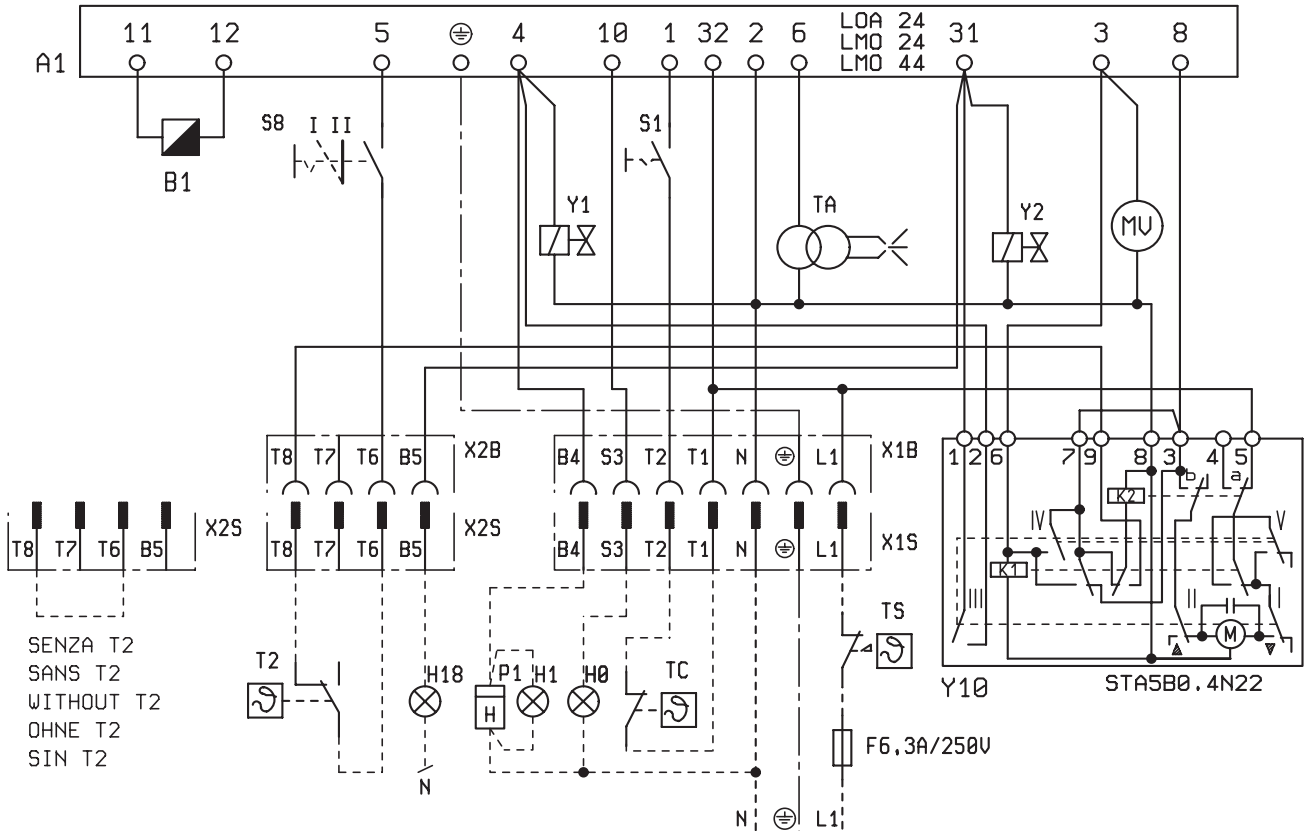 11 12 5 4 10 1 32 2 6 LOA 24 31 3 8
LMO 24
LMO 44
A1
S8 I II S1
B1
Y1 TA Y2 MV
T8 T7 T6 B5 X2B B4 S3 T2 T1 N L1 X1B
1 2 6 7 9 8 3 4 5
b a
K2
IV V
K1
III II I
M
Y10 STA5B0.4N22
T8 T7 T6 B5 X2S
T8 T7 T6 B5 X2S
B4 S3 T2 T1 N L1 X1S
SENZA T2
SANS T2
WITHOUT T2
OHNE T2
SIN T2
T2 H18 P1 H1 H0 TC TS
H
F6,3A/250V
N
N L1